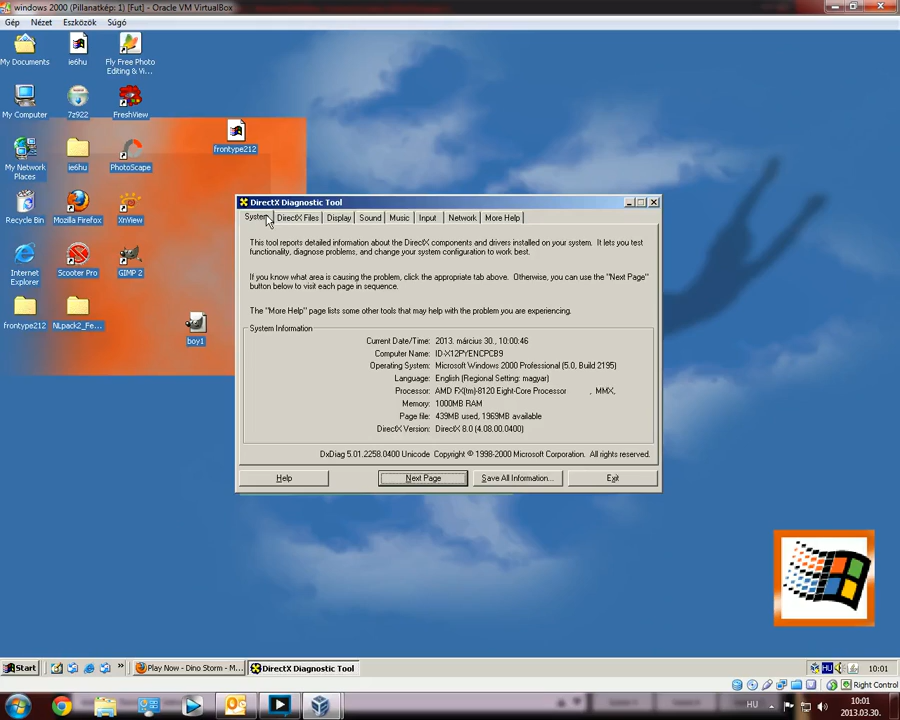 windows 2000 (Pillanatkép: 1) [Fut] - Oracle VM VirtualBox
Gép Nézet Eszközök Súgó
My Documents
ie6hu
Fly Free Photo
Editing & Vi...
My Computer
7z922
FreshView
frontype212
My Network
Places
ie6hu
PhotoScape
Recycle Bin
Mozilla Firefox
XnView
Internet
Explorer
Scooter Pro
GIMP 2
frontype212
NLpack2_Fe...
boy1
DirectX Diagnostic Tool
System DirectX Files Display Sound Music Input Network More Help
This tool reports detailed information about the DirectX components and drivers installed on your system. It lets you test
functionality, diagnose problems, and change your system configuration to work best.
If you know what area is causing the problem, click the appropriate tab above. Otherwise, you can use the "Next Page"
button below to visit each page in sequence.
The "More Help" page lists some other tools that may help with the problem you are experiencing.
System Information
Current Date/Time: 2013. március 30., 10:00:46
Computer Name: ID-X12PYENCPCB9
Operating System: Microsoft Windows 2000 Professional (5.0, Build 2195)
Language: English (Regional Setting: magyar)
Processor: AMD FX(tm)-8120 Eight-Core Processor , MMX,
Memory: 1000MB RAM
Page file: 439MB used, 1969MB available
DirectX Version: DirectX 8.0 (4.08.00.0400)
DxDiag 5.01.2258.0400 Unicode Copyright © 1998-2000 Microsoft Corporation. All rights reserved.
Help Next Page Save All Information... Exit
Start » Play Now - Dino Storm - M... DirectX Diagnostic Tool HU 10:01
Right Control
HU 10:01
2013.03.30.